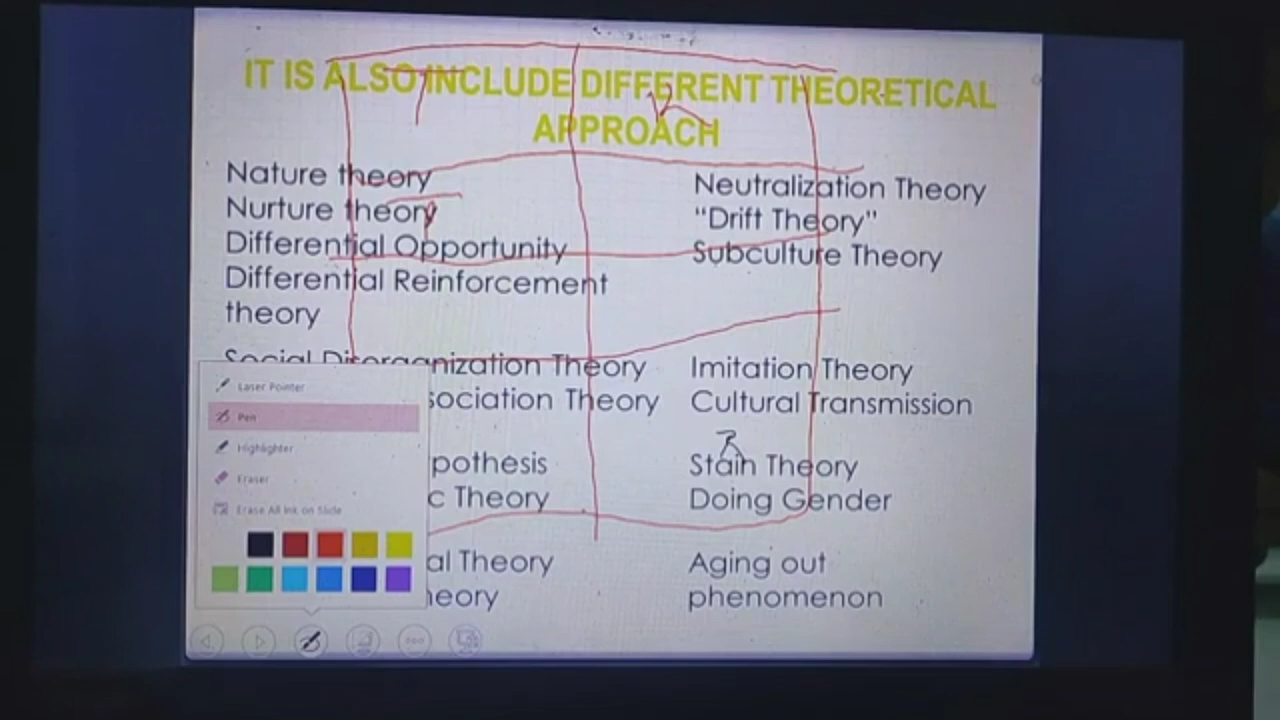 IT IS ALSO INCLUDE DIFFERENT THEORETICAL
APPROACH
Nature theory
Nurture theory
Differential Opportunity
Differential Reinforcement
theory
Social Disorganization Theory
sociation Theory
pothesis
c Theory
al Theory
heory
Neutralization Theory
"Drift Theory"
Subculture Theory
Imitation Theory
Cultural Transmission
Stain Theory
R
Doing Gender
Aging out
phenomenon
Laser Pointer
Pen
Highlighter
Eraser
Erase All Ink on Slide